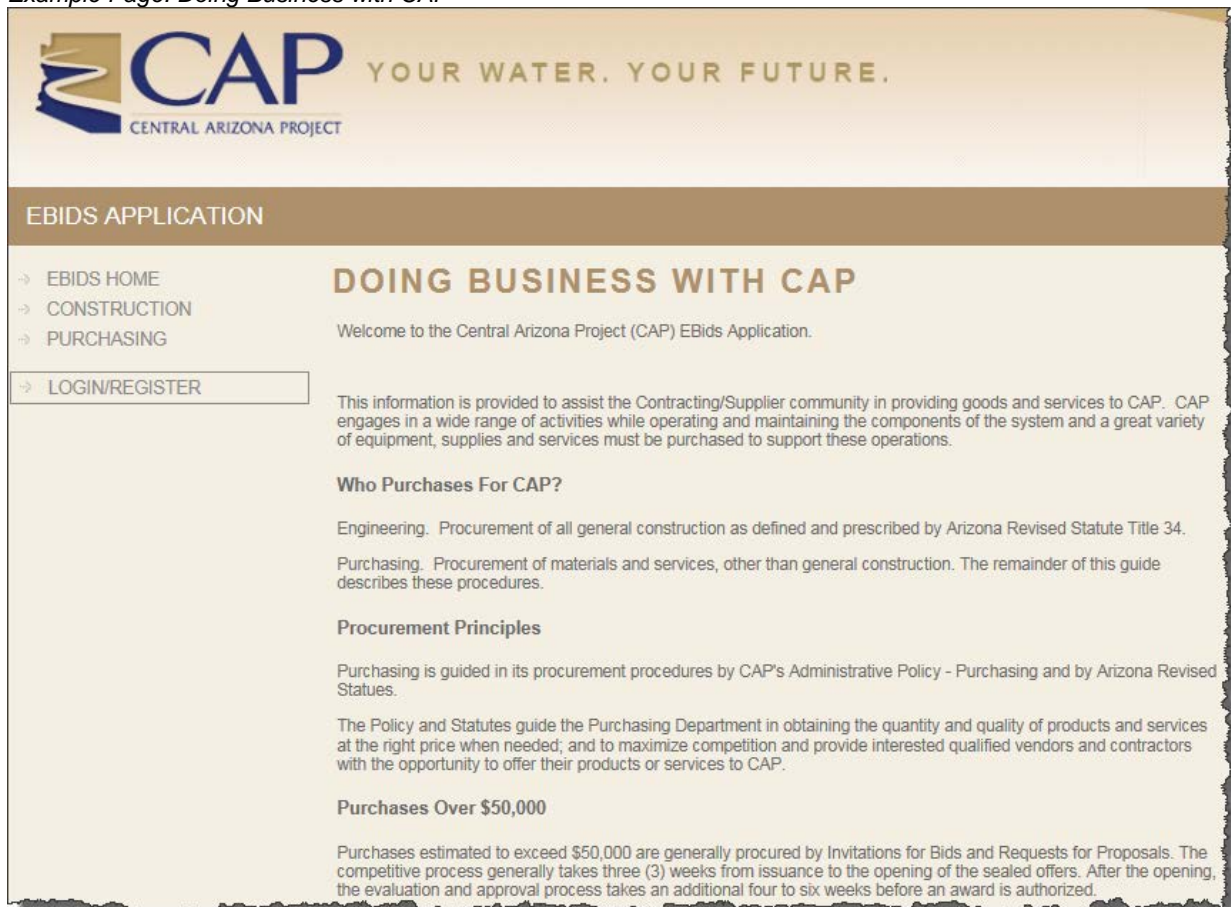 Example Page: Doing Business with CAP
CAP
CENTRAL ARIZONA PROJECT
YOUR WATER. YOUR FUTURE.
EBIDS APPLICATION
EBIDS HOME
CONSTRUCTION
PURCHASING
LOGIN/REGISTER
DOING BUSINESS WITH CAP
Welcome to the Central Arizona Project (CAP) EBids Application.
This information is provided to assist the Contracting/Supplier community in providing goods and services to CAP. CAP
engages in a wide range of activities while operating and maintaining the components of the system and a great variety
of equipment, supplies and services must be purchased to support these operations.
Who Purchases For CAP?
Engineering. Procurement of all general construction as defined and prescribed by Arizona Revised Statute Title 34.
Purchasing. Procurement of materials and services, other than general construction. The remainder of this guide
describes these procedures.
Procurement Principles
Purchasing is guided in its procurement procedures by CAP's Administrative Policy - Purchasing and by Arizona Revised
Statues.
The Policy and Statutes guide the Purchasing Department in obtaining the quantity and quality of products and services
at the right price when needed; and to maximize competition and provide interested qualified vendors and contractors
with the opportunity to offer their products or services to CAP.
Purchases Over $50,000
Purchases estimated to exceed $50,000 are generally procured by Invitations for Bids and Requests for Proposals. The
competitive process generally takes three (3) weeks from issuance to the opening of the sealed offers. After the opening,
the evaluation and approval process takes an additional four to six weeks before an award is authorized.